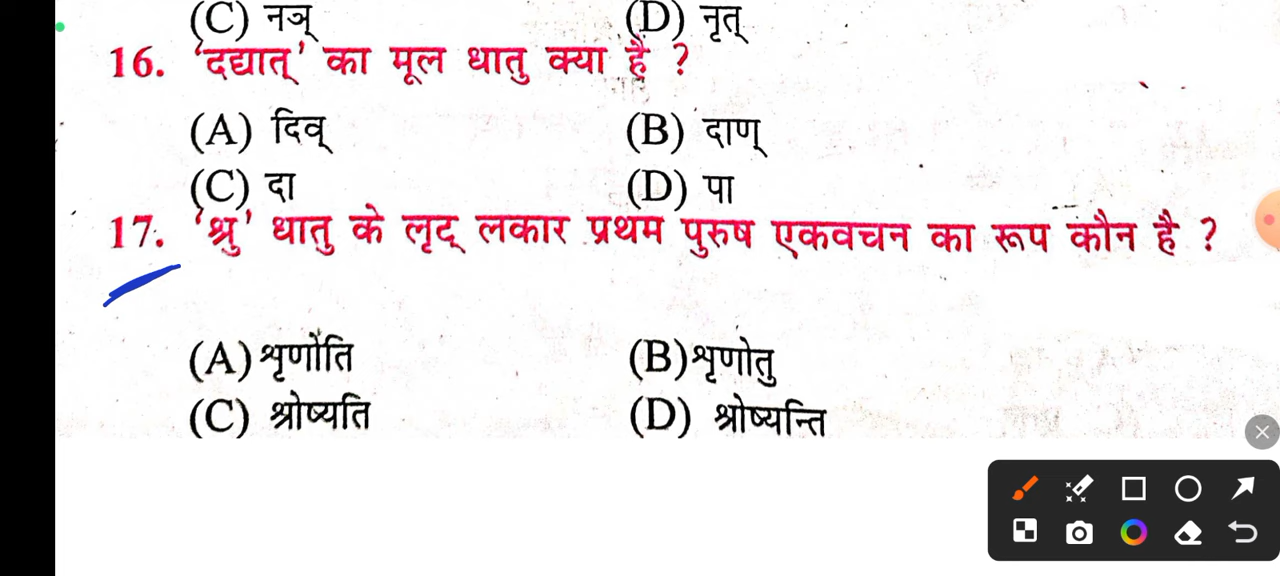 (C) नञ् (D) नृत्
16. 'दद्यात्' का मूल धातु क्या है ?
(A) दिव् (B) दाण्
(C) दा (D) पा
17. 'श्रु' धातु के लृट् लकार प्रथम पुरुष एकवचन का रूप कौन है ?
(A) शृणोति (B) शृणोतु
(C) श्रोष्यति (D) श्रोष्यन्ति